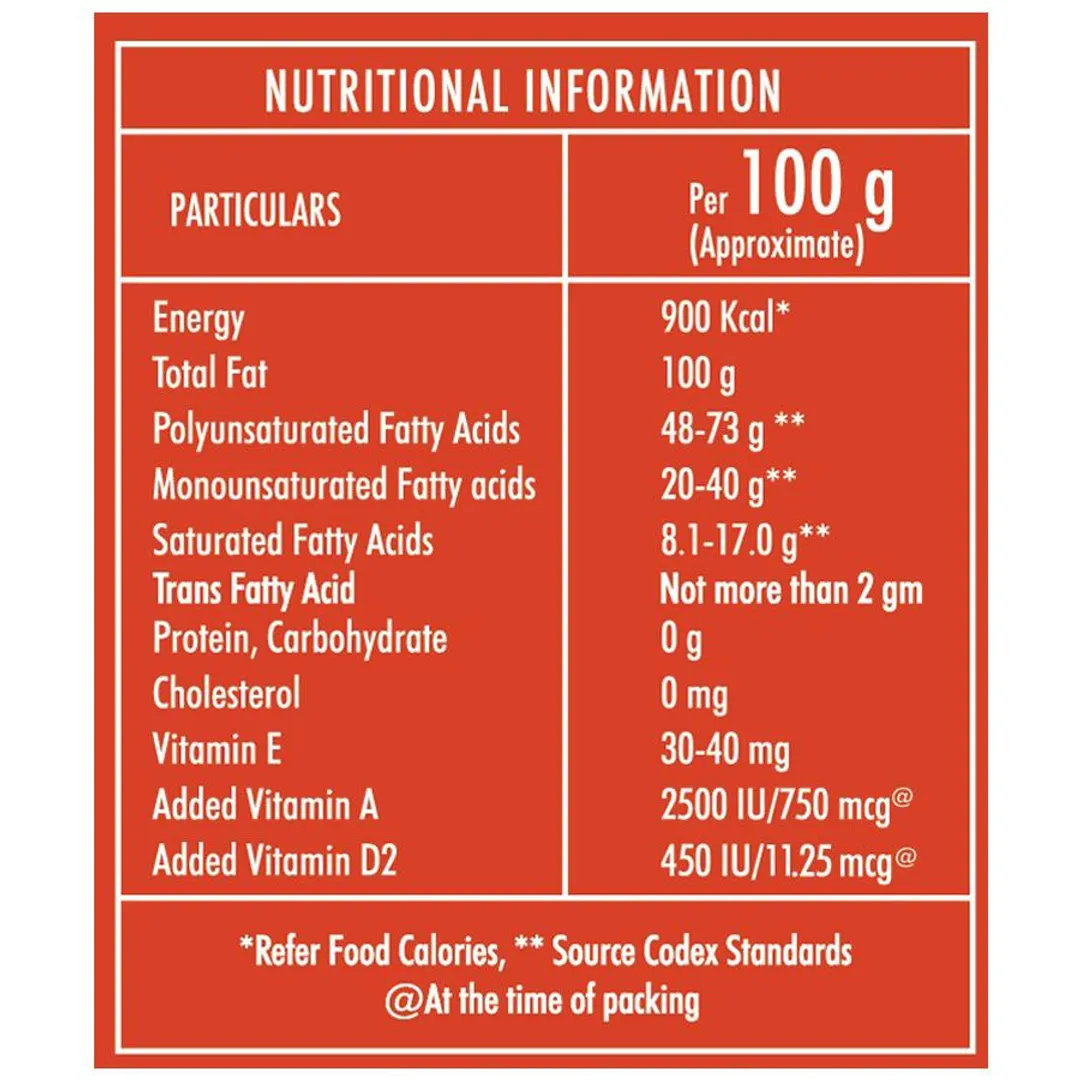 NUTRITIONAL INFORMATION
PARTICULARS
Per 100 g
(Approximate)
Energy 900 Kcal*
Total Fat 100 g
Polyunsaturated Fatty Acids 48-73 g **
Monounsaturated Fatty acids 20-40 g**
Saturated Fatty Acids 8.1-17.0 g**
Trans Fatty Acid Not more than 2 gm
Protein, Carbohydrate 0 g
Cholesterol 0 mg
Vitamin E 30-40 mg
Added Vitamin A 2500 IU/750 mcg@
Added Vitamin D2 450 IU/11.25 mcg@
*Refer Food Calories, ** Source Codex Standards
@At the time of packing